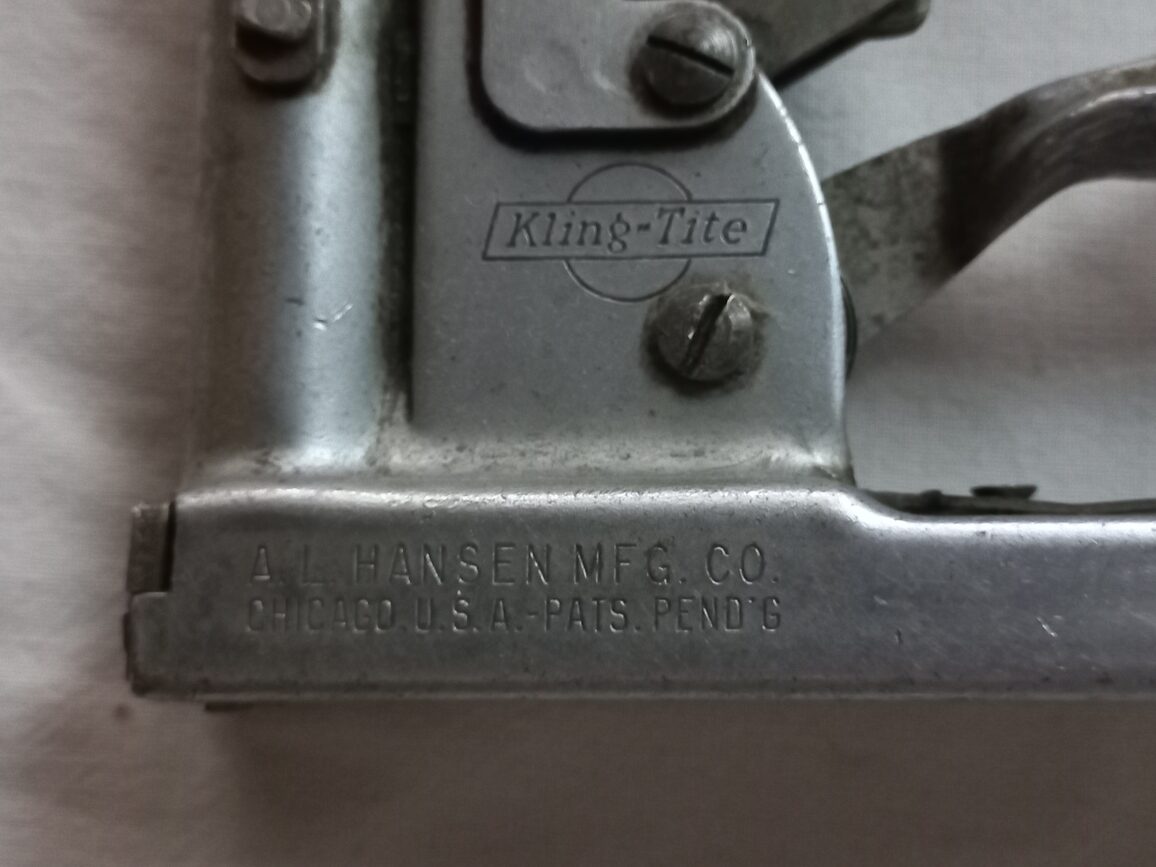 Kling-Tite
A. L. HANSEN MFG. CO.
CHICAGO U.S.A.-PATS. PEND'G